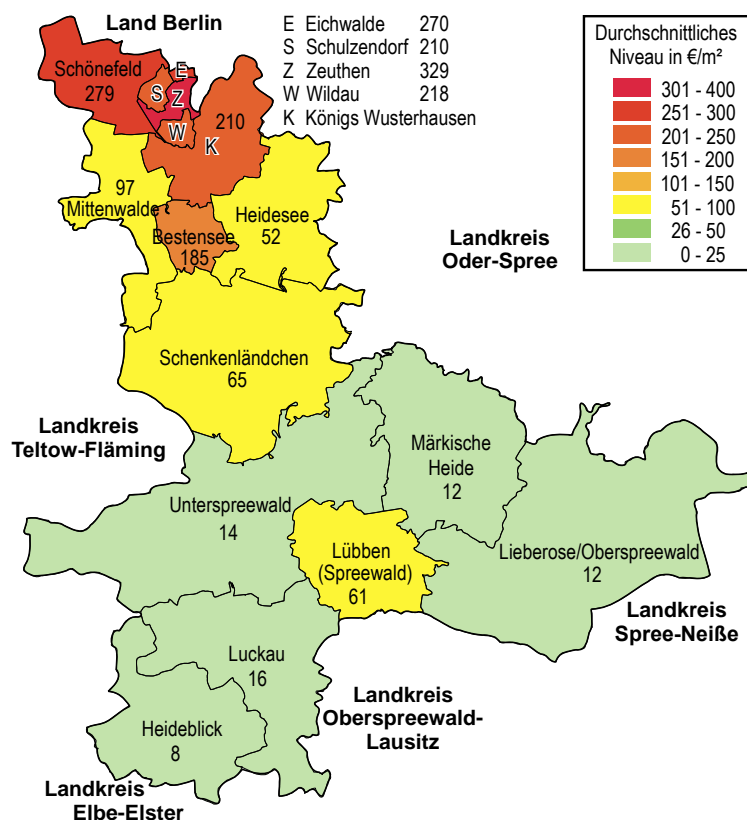 Land Berlin
E Eichwalde 270
S Schulzendorf 210
Z Zeuthen 329
W Wildau 218
K Königs Wusterhausen
Durchschnittliches
Niveau in €/m²
301 - 400
251 - 300
201 - 250
151 - 200
101 - 150
51 - 100
26 - 50
0 - 25
Schönefeld
279
E
S
Z
W
K
210
97
Mittenwalde
Bestensee
185
Heidesee
52
Landkreis
Oder-Spree
Schenkenländchen
65
Landkreis
Teltow-Fläming
Märkische
Heide
12
Unterspreewald
14
Lübben
(Spreewald)
61
Lieberose/Oberspreewald
12
Landkreis
Spree-Neiße
Luckau
16
Landkreis
Oberspreewald-
Lausitz
Heideblick
8
Landkreis
Elbe-Elster